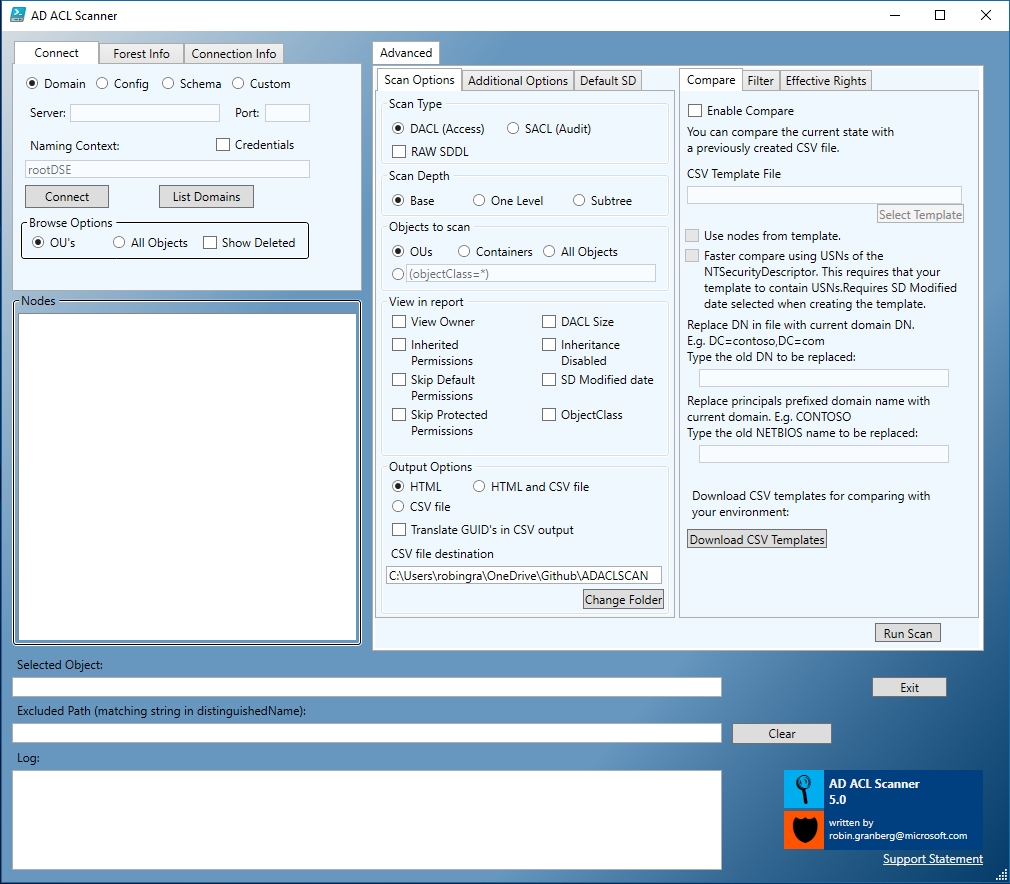 AD ACL Scanner
Connect
Forest Info
Connection Info
Domain
Config
Schema
Custom
Server:
Port:
Naming Context:
Credentials
rootDSE
Connect
List Domains
Browse Options
OU's
All Objects
Show Deleted
Nodes
Advanced
Scan Options
Additional Options
Default SD
Scan Type
DACL (Access)
SACL (Audit)
RAW SDDL
Scan Depth
Base
One Level
Subtree
Objects to scan
OUs
Containers
All Objects
(objectClass=*)
View in report
View Owner
DACL Size
Inherited
Permissions
Inheritance
Disabled
Skip Default
Permissions
SD Modified date
Skip Protected
Permissions
ObjectClass
Output Options
HTML
HTML and CSV file
CSV file
Translate GUID's in CSV output
CSV file destination
C:\Users\robingra\OneDrive\Github\ADACLSCAN
Change Folder
Compare
Filter
Effective Rights
Enable Compare
You can compare the current state with
a previously created CSV file.
CSV Template File
Select Template
Use nodes from template.
Faster compare using USNs of the
NTSecurityDescriptor. This requires that your
template to contain USNs.Requires SD Modified
date selected when creating the template.
Replace DN in file with current domain DN.
E.g. DC=contoso,DC=com
Type the old DN to be replaced:
Replace principals prefixed domain name with
current domain. E.g. CONTOSO
Type the old NETBIOS name to be replaced:
Download CSV templates for comparing with
your environment:
Download CSV Templates
Run Scan
Selected Object:
Exit
Excluded Path (matching string in distinguishedName):
Clear
Log:
AD ACL Scanner
5.0
written by
robin.granberg@microsoft.com
Support Statement